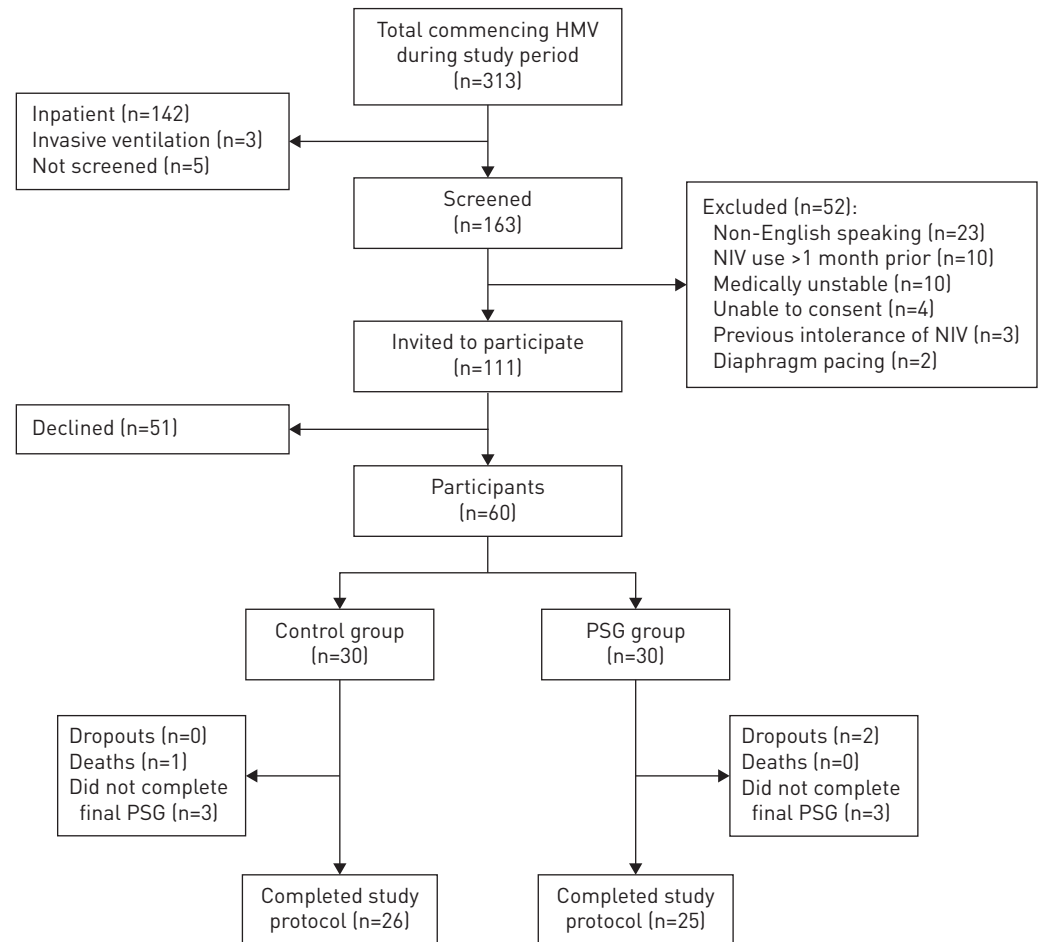 Total commencing HMV
during study period
(n=313)
Inpatient (n=142)
Invasive ventilation (n=3)
Not screened (n=5)
Screened
(n=163)
Excluded (n=52):
Non-English speaking (n=23)
NIV use >1 month prior (n=10)
Medically unstable (n=10)
Unable to consent (n=4)
Previous intolerance of NIV (n=3)
Diaphragm pacing (n=2)
Invited to participate
(n=111)
Declined (n=51)
Participants
(n=60)
Control group
(n=30)
PSG group
(n=30)
Dropouts (n=0)
Deaths (n=1)
Did not complete
final PSG (n=3)
Dropouts (n=2)
Deaths (n=0)
Did not complete
final PSG (n=3)
Completed study
protocol (n=26)
Completed study
protocol (n=25)